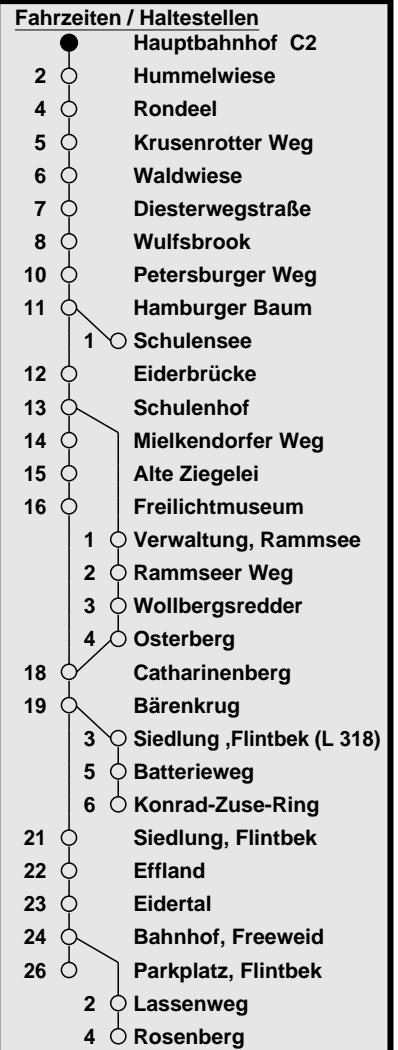 Fahrzeiten / Haltestellen
Hauptbahnhof C2
2 Hummelwiese
4 Rondeel
5 Krusenrotter Weg
6 Waldwiese
7 Diesterwegstraße
8 Wulfsbrook
10 Petersburger Weg
11 Hamburger Baum
1 Schulensee
12 Eiderbrücke
13 Schulenhof
14 Mielkendorfer Weg
15 Alte Ziegelei
16 Freilichtmuseum
1 Verwaltung, Rammsee
2 Rammseer Weg
3 Wollbergsredder
4 Osterberg
18 Catharinenberg
19 Bärenkrug
3 Siedlung ,Flintbek (L 318)
5 Batterieweg
6 Konrad-Zuse-Ring
21 Siedlung, Flintbek
22 Effland
23 Eidertal
24 Bahnhof, Freeweid
26 Parkplatz, Flintbek
2 Lassenweg
4 Rosenberg